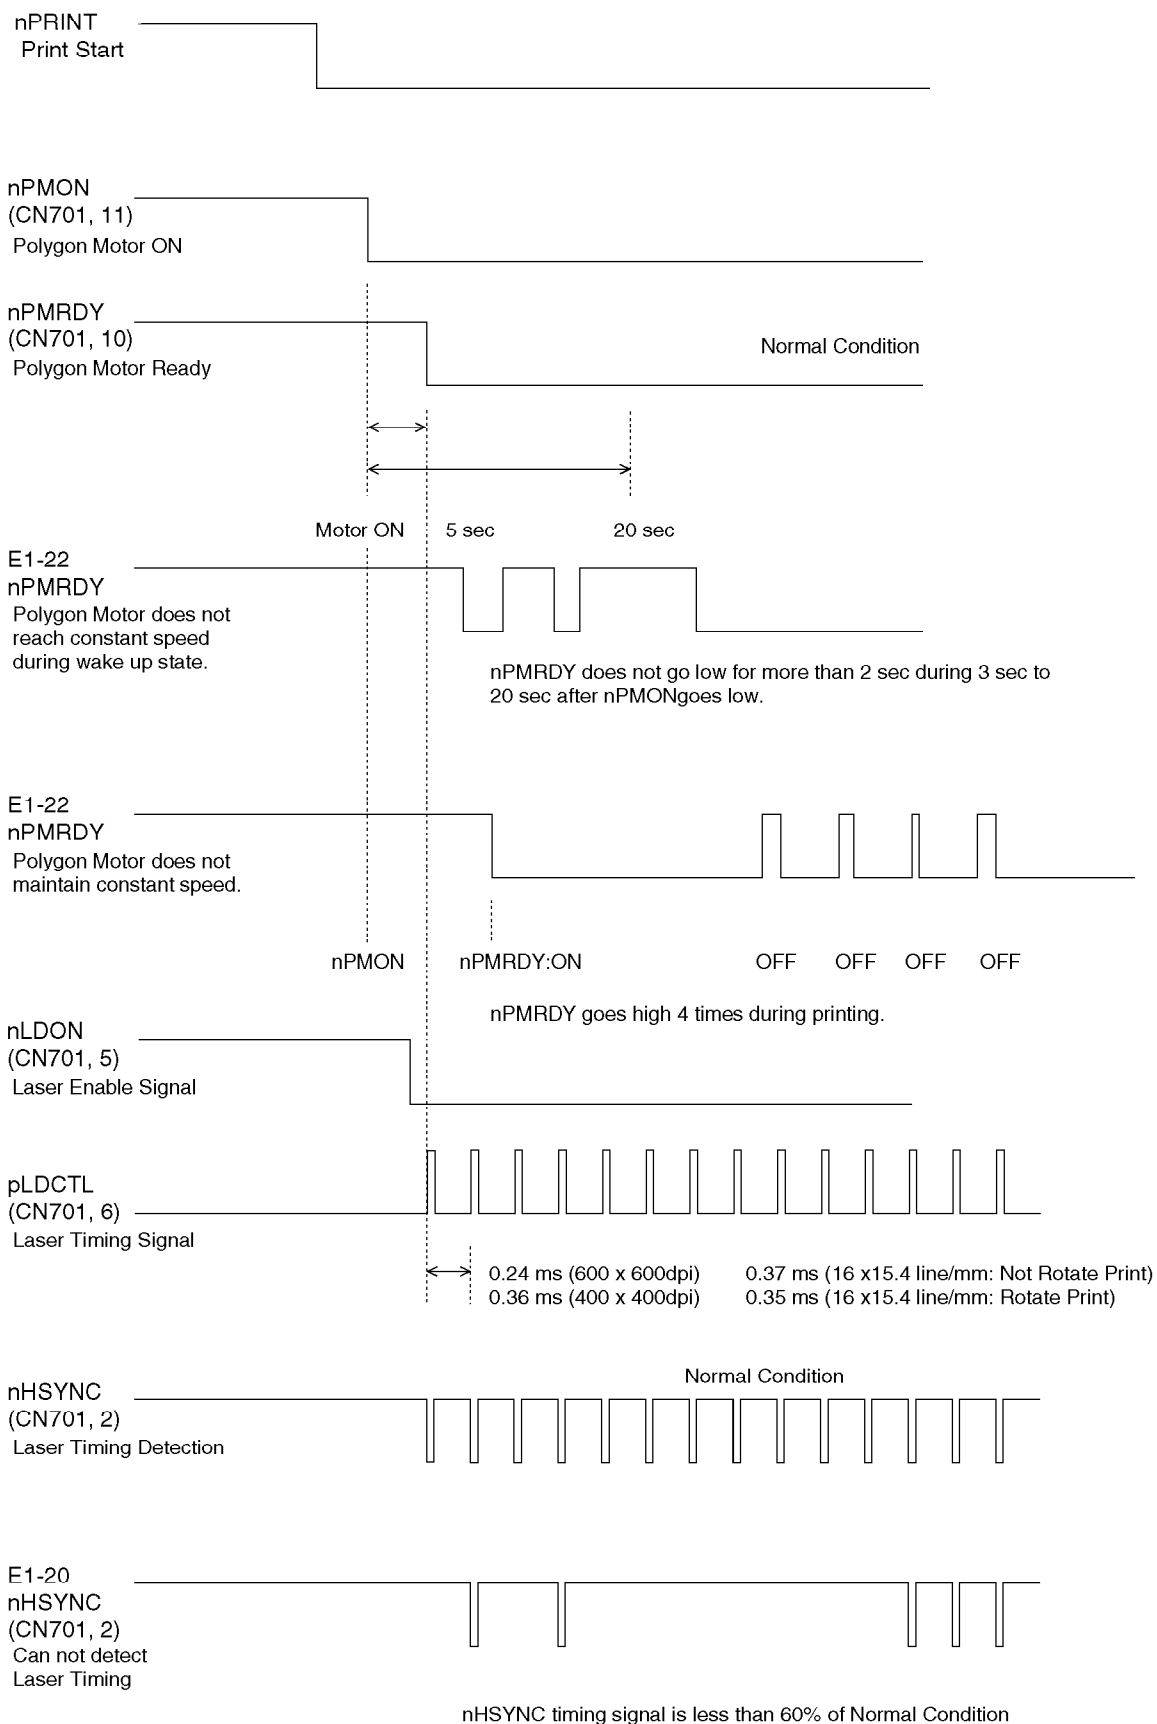 nPRINT
Print Start
nPMON
(CN701, 11)
Polygon Motor ON
nPMRDY
(CN701, 10)
Polygon Motor Ready
Normal Condition
Motor ON 5 sec 20 sec
E1-22
nPMRDY
Polygon Motor does not
reach constant speed
during wake up state.
nPMRDY does not go low for more than 2 sec during 3 sec to
20 sec after nPMONgoes low.
E1-22
nPMRDY
Polygon Motor does not
maintain constant speed.
nPMON nPMRDY:ON OFF OFF OFF OFF
nPMRDY goes high 4 times during printing.
nLDON
(CN701, 5)
Laser Enable Signal
pLDCTL
(CN701, 6)
Laser Timing Signal
0.24 ms (600 x 600dpi) 0.37 ms (16 x15.4 line/mm: Not Rotate Print)
0.36 ms (400 x 400dpi) 0.35 ms (16 x15.4 line/mm: Rotate Print)
Normal Condition
nHSYNC
(CN701, 2)
Laser Timing Detection
E1-20
nHSYNC
(CN701, 2)
Can not detect
Laser Timing
nHSYNC timing signal is less than 60% of Normal Condition